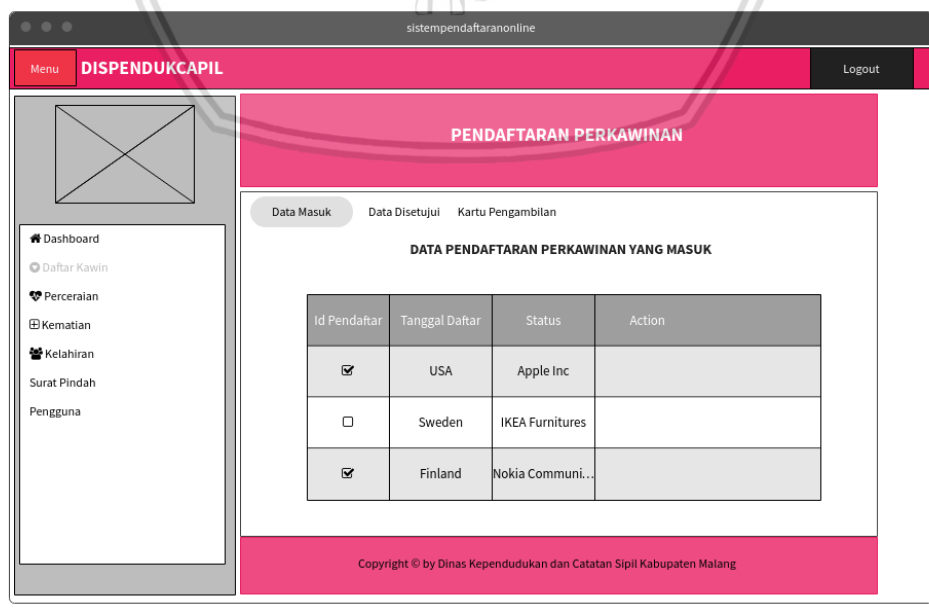 sistempendaftaranonline
Menu DISPENDUKCAPIL Logout
PENDAFTARAN PERKAWINAN
Dashboard
Daftar Kawin
Perceraian
Kematian
Kelahiran
Surat Pindah
Pengguna
Data Masuk Data Disetujui Kartu Pengambilan
DATA PENDAFTARAN PERKAWINAN YANG MASUK
Id Pendaftar Tanggal Daftar Status Action
USA Apple Inc
Sweden IKEA Furnitures
Finland Nokia Communi...
Copyright © by Dinas Kependudukan dan Catatan Sipil Kabupaten Malang